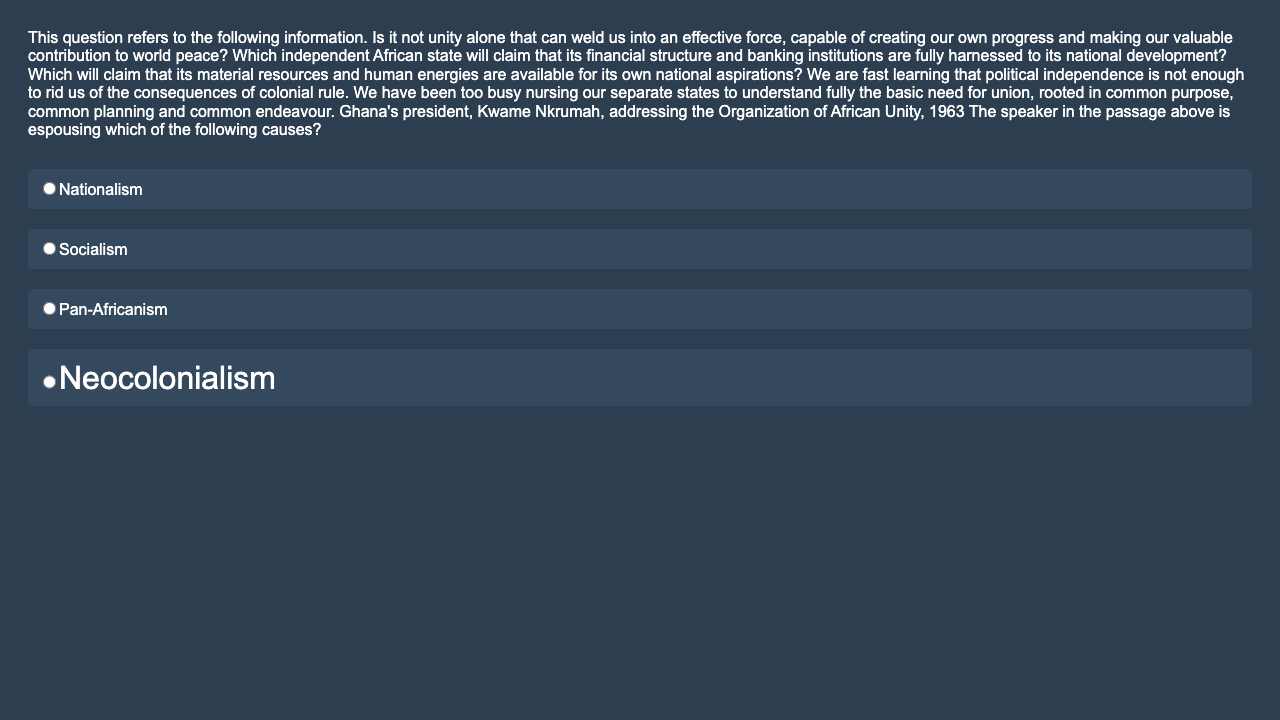 This question refers to the following information. Is it not unity alone that can weld us into an effective force, capable of creating our own progress and making our valuable
contribution to world peace? Which independent African state will claim that its financial structure and banking institutions are fully harnessed to its national development?
Which will claim that its material resources and human energies are available for its own national aspirations? We are fast learning that political independence is not enough
to rid us of the consequences of colonial rule. We have been too busy nursing our separate states to understand fully the basic need for union, rooted in common purpose,
common planning and common endeavour. Ghana's president, Kwame Nkrumah, addressing the Organization of African Unity, 1963 The speaker in the passage above is
espousing which of the following causes?
Nationalism
Socialism
Pan-Africanism
Neocolonialism